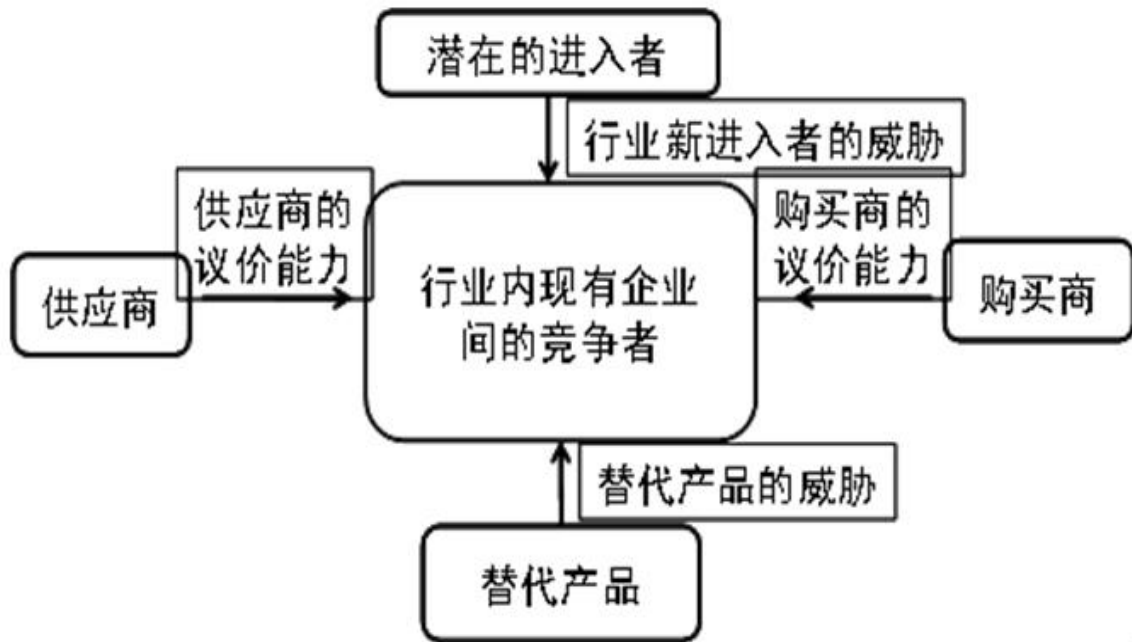 潜在的进入者
行业新进入者的威胁
供应商的
议价能力
购买商的
议价能力
供应商
行业内现有企业
间的竞争者
购买商
替代产品的威胁
替代产品